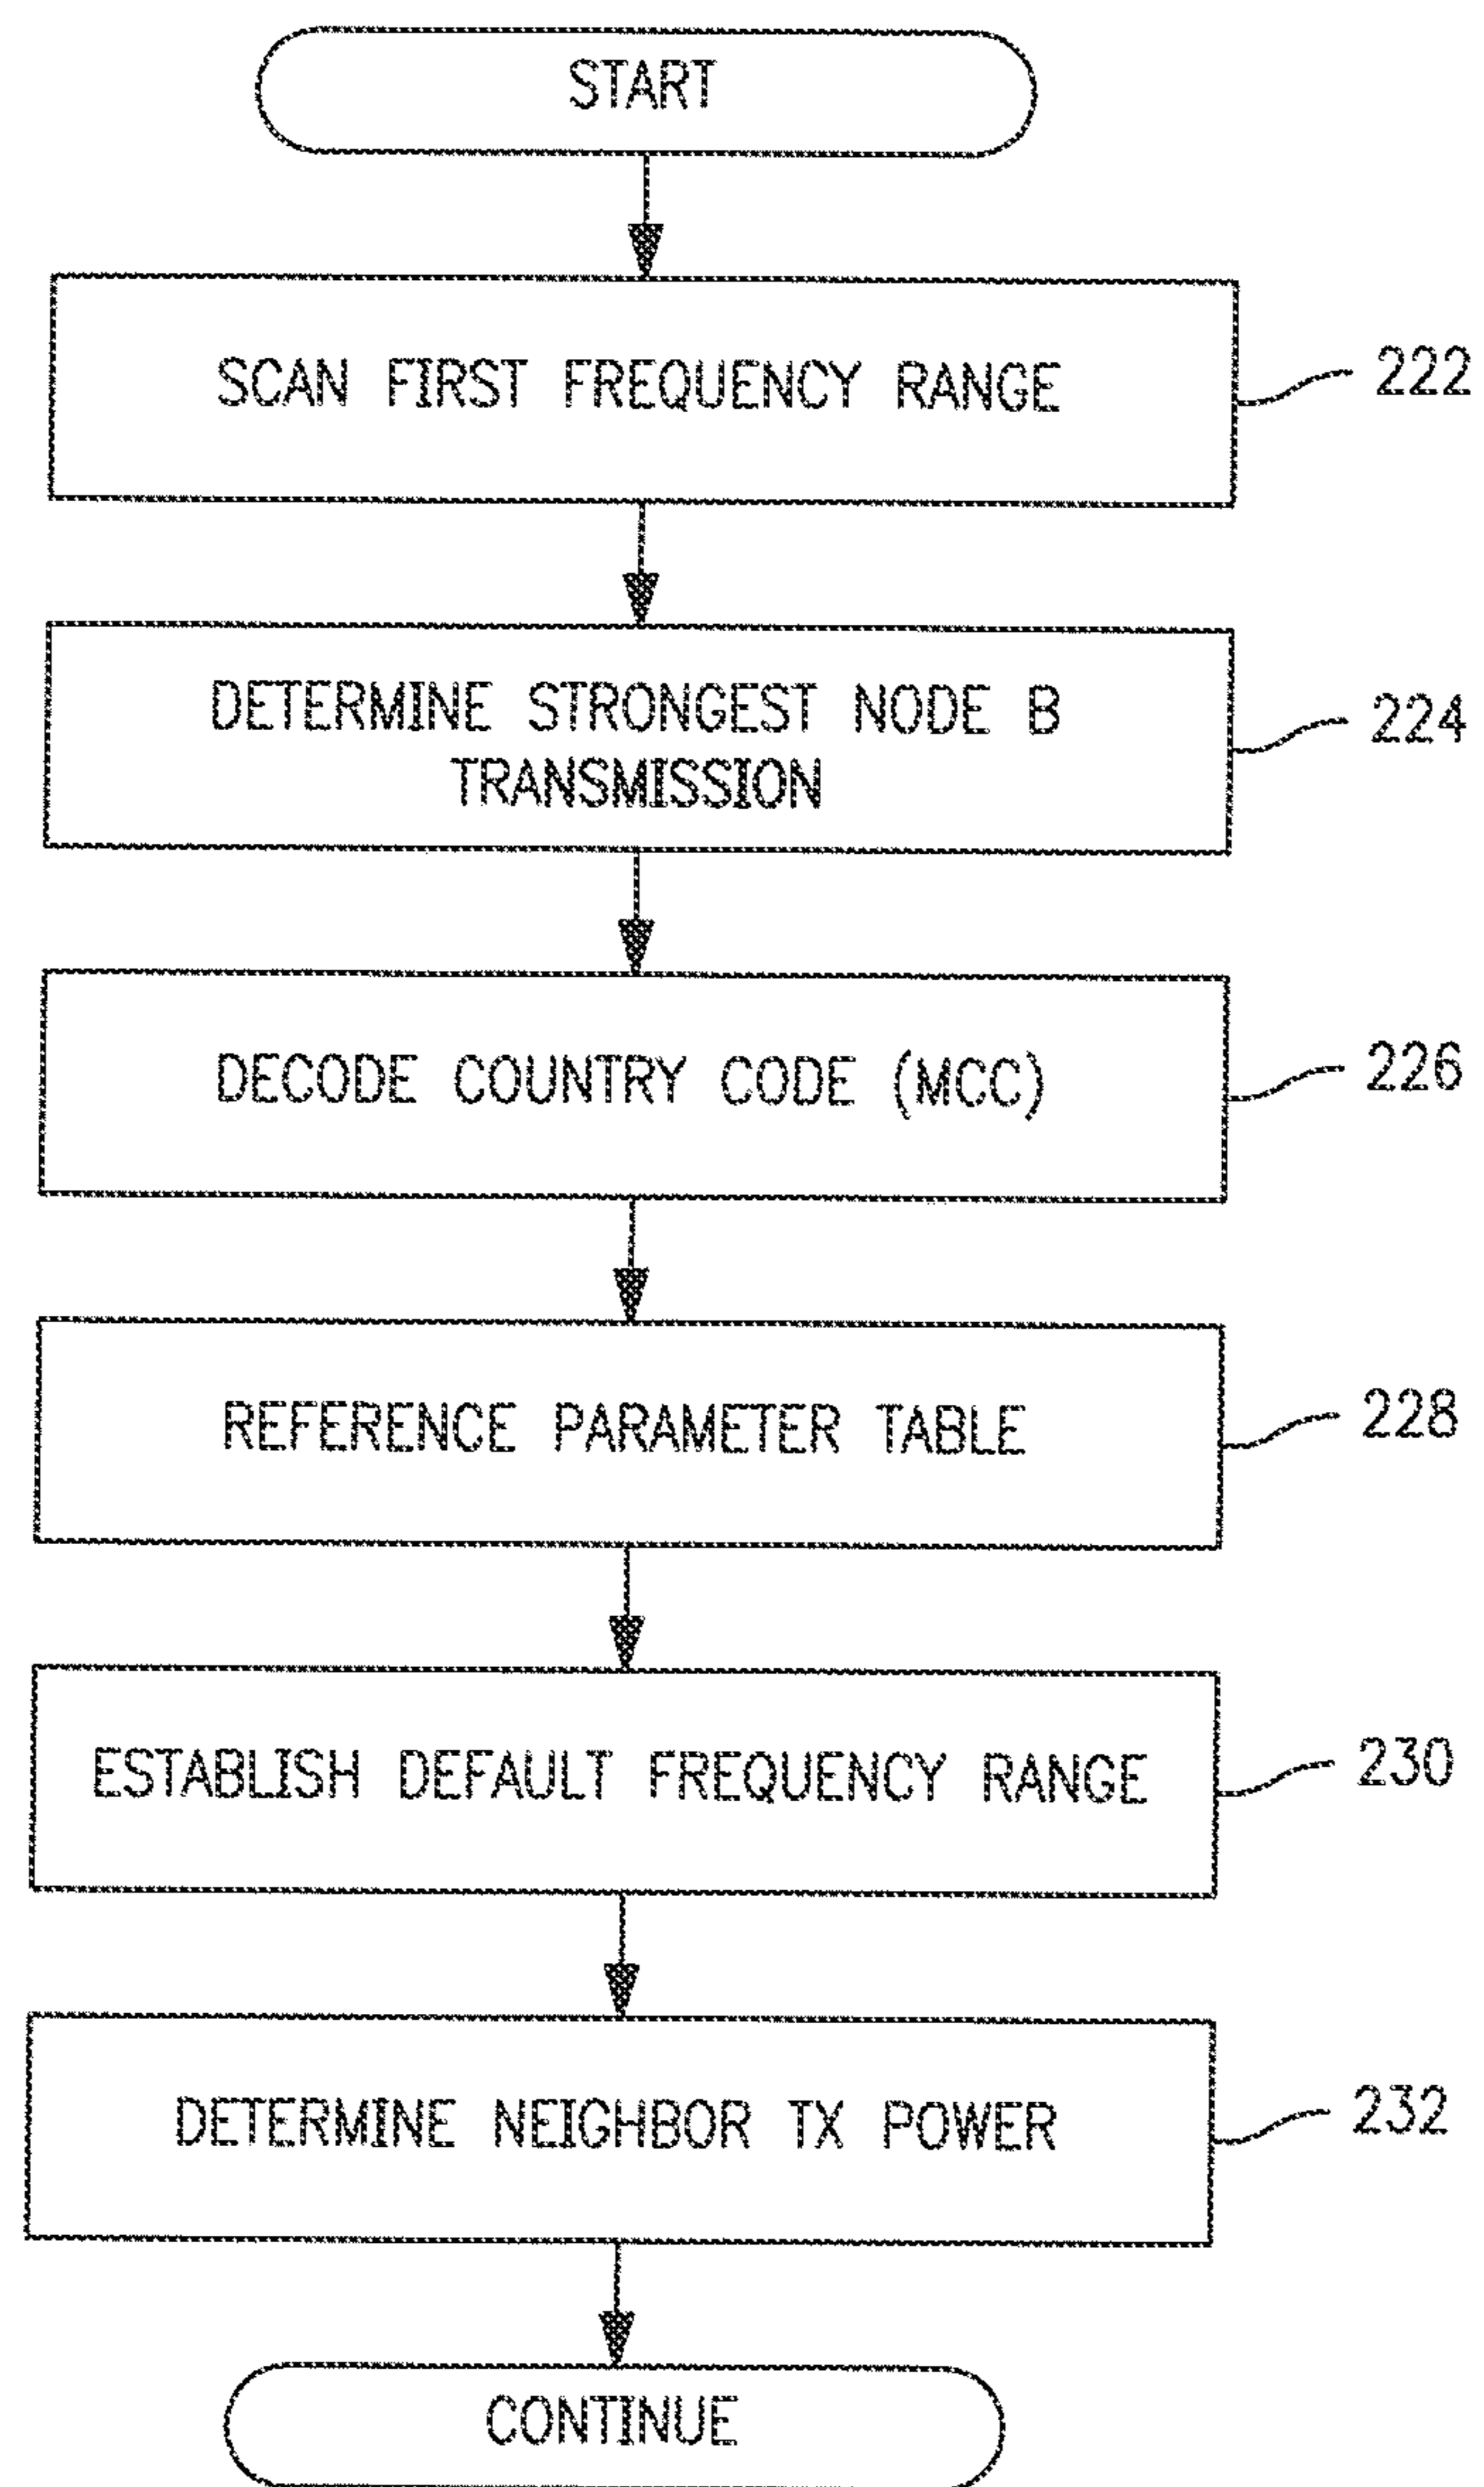 START
SCAN FIRST FREQUENCY RANGE
222
DETERMINE STRONGEST NODE B
TRANSMISSION
224
DECODE COUNTRY CODE (MCC)
226
REFERENCE PARAMETER TABLE
228
ESTABLISH DEFAULT FREQUENCY RANGE
230
DETERMINE NEIGHBOR TX POWER
232
CONTINUE